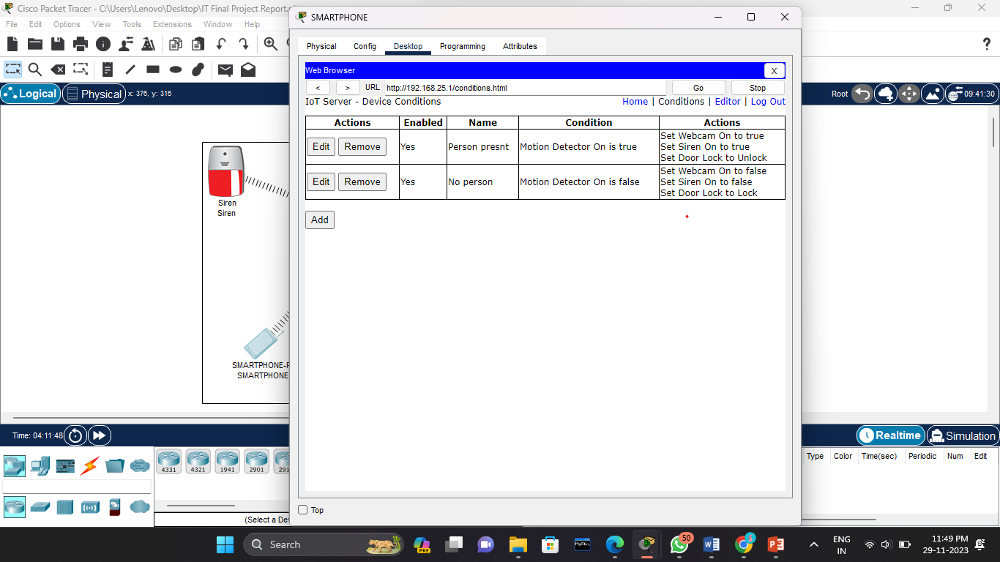 Cisco Packet Tracer - C:\Users\Lenovo\Desktop\IT Final Project Report.
File Edit Options View Tools Extensions Window Help
Logical Physical x: 376, y: 316
Root 09:41:30
Siren
Siren
SMARTPHONE-
SMARTPHONE
SMARTPHONE
Physical Config Desktop Programming Attributes
Web Browser X
< > URL http://192.168.25.1/conditions.html Go Stop
IoT Server - Device Conditions Home | Conditions | Editor | Log Out
Actions Enabled Name Condition Actions
Edit Remove Yes Person presnt Motion Detector On is true Set Webcam On to true
Set Siren On to true
Set Door Lock to Unlock
Edit Remove Yes No person Motion Detector On is false Set Webcam On to false
Set Siren On to false
Set Door Lock to Lock
Add
Top
Time: 04:11:48 Realtime Simulation
4331 4321 1941 2901 291
Type Color Time(sec) Periodic Num Edit
(Select a De
Search PRE MySQL 50 3 ENG
IN 11:49 PM
29-11-2023